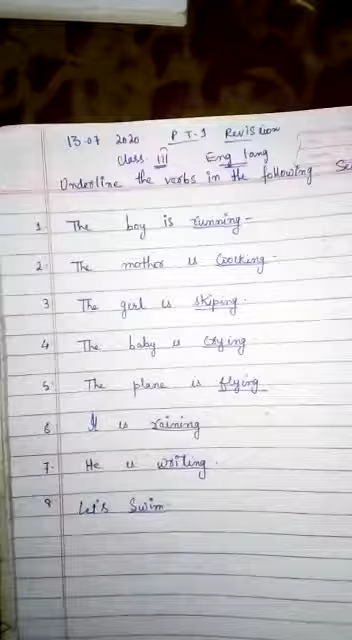 13-07 2020 PT-1 Revision
Class III Eng lang
Underline the verbs in the following
1. The boy is running-
2. The mother is Coocking-
3. The girl is skiping.
4. The baby is crying
5. The plane is flying
6. It is raining
7. He is writing.
8. Let's Swim